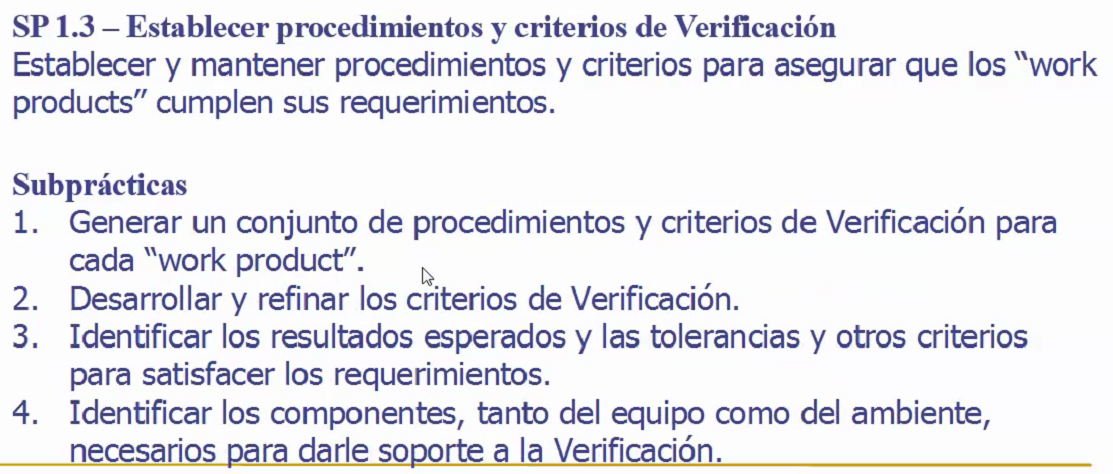 SP 1.3 – Establecer procedimientos y criterios de Verificación
Establecer y mantener procedimientos y criterios para asegurar que los “work
products” cumplen sus requerimientos.
Subprácticas
1. Generar un conjunto de procedimientos y criterios de Verificación para
cada “work product”.
2. Desarrollar y refinar los criterios de Verificación.
3. Identificar los resultados esperados y las tolerancias y otros criterios
para satisfacer los requerimientos.
4. Identificar los componentes, tanto del equipo como del ambiente,
necesarios para darle soporte a la Verificación.